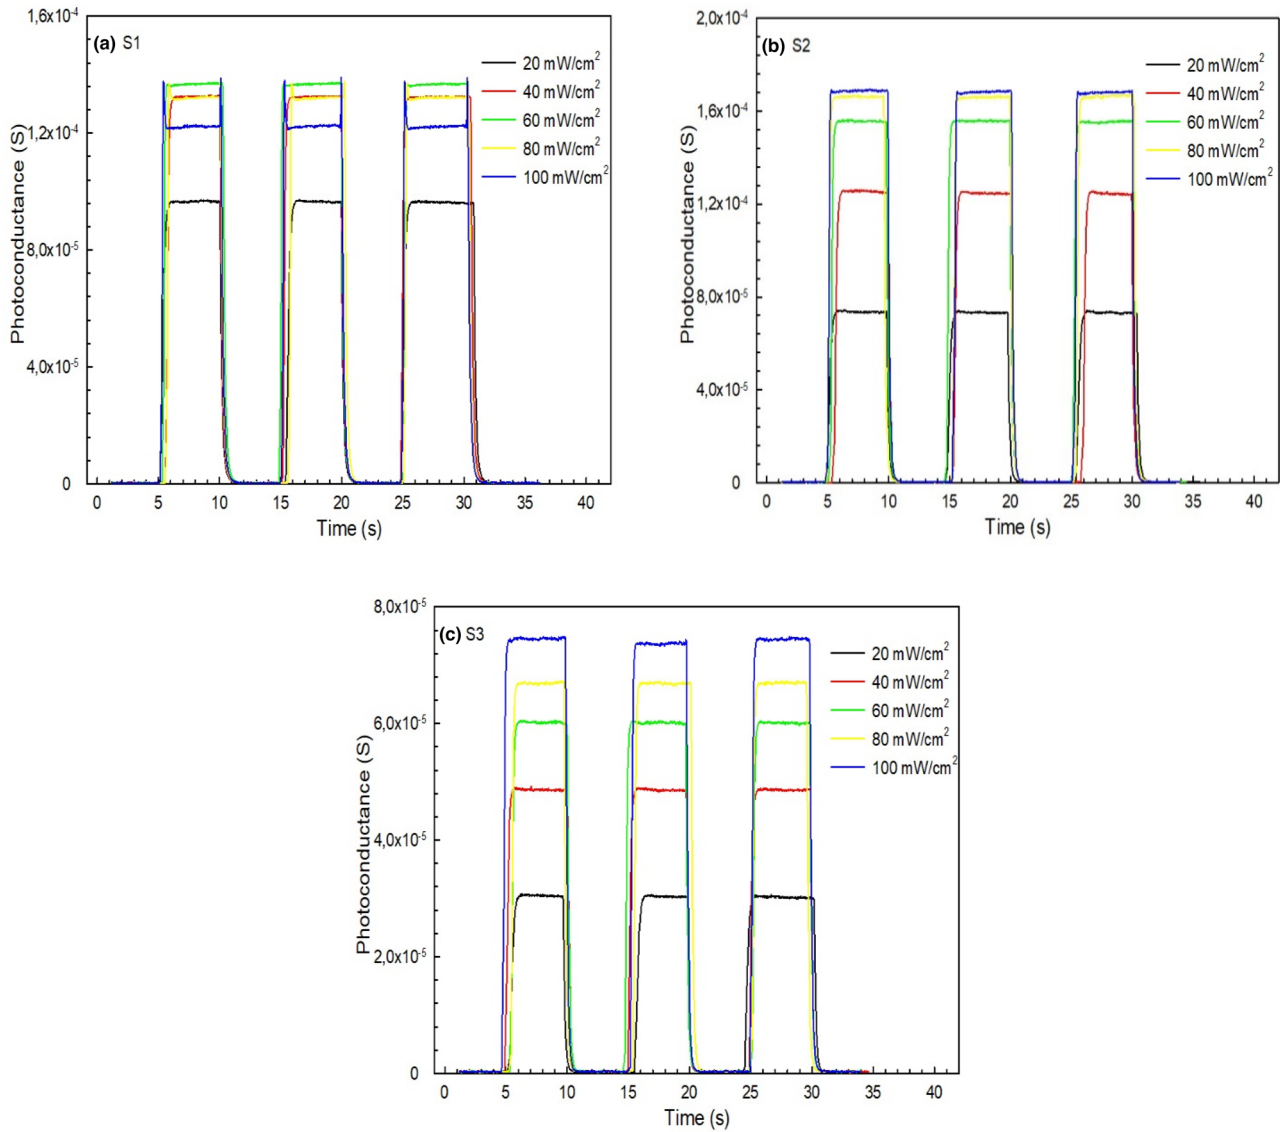 (a) S1
1,6x10⁻⁴
1,2x10⁻⁴
8,0x10⁻⁵
4,0x10⁻⁵
0
Photoconductance (S)
20 mW/cm²
40 mW/cm²
60 mW/cm²
80 mW/cm²
100 mW/cm²
0 5 10 15 20 25 30 35 40
Time (s)
(b) S2
2,0x10⁻⁴
1,6x10⁻⁴
1,2x10⁻⁴
8,0x10⁻⁵
4,0x10⁻⁵
0
Photoconductance (S)
20 mW/cm²
40 mW/cm²
60 mW/cm²
80 mW/cm²
100 mW/cm²
0 5 10 15 20 25 30 35 40
Time (s)
(c) S3
8,0x10⁻⁵
6,0x10⁻⁵
4,0x10⁻⁵
2,0x10⁻⁵
0
Photoconductance (S)
20 mW/cm²
40 mW/cm²
60 mW/cm²
80 mW/cm²
100 mW/cm²
0 5 10 15 20 25 30 35 40
Time (s)